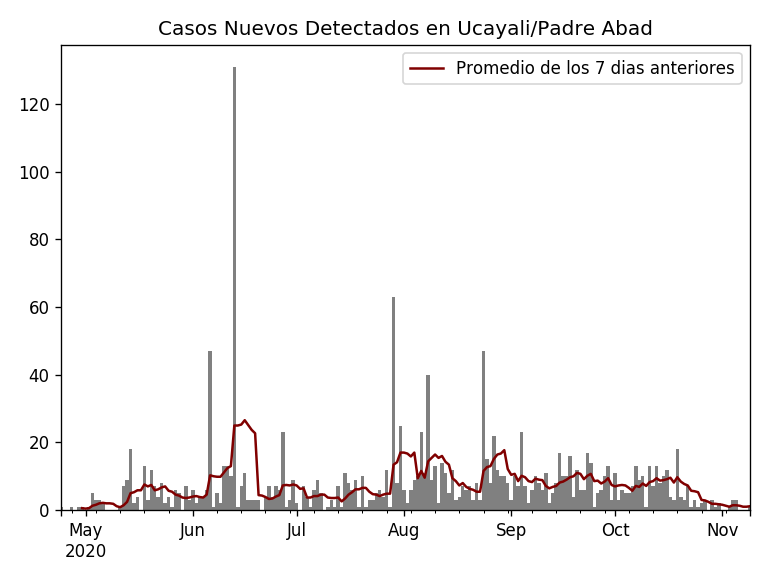 Casos Nuevos Detectados en Ucayali/Padre Abad
Promedio de los 7 dias anteriores
120
100
80
60
40
20
0
May Jun Jul Aug Sep Oct Nov
2020